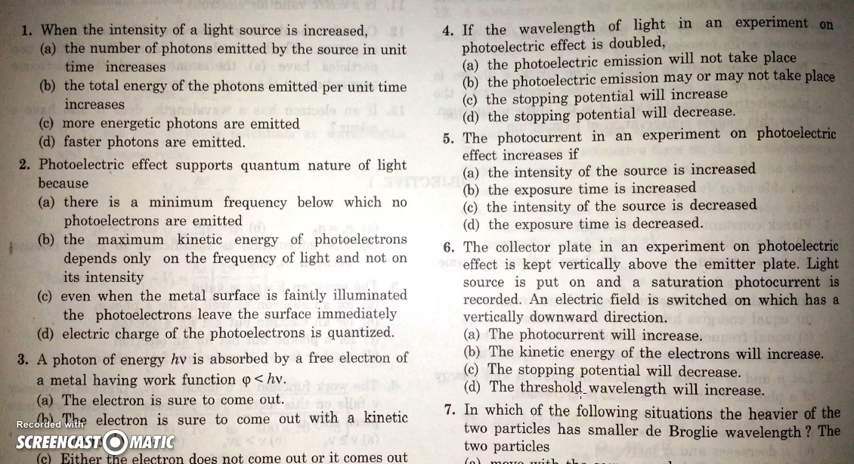 1. When the intensity of a light source is increased,
(a) the number of photons emitted by the source in unit
time increases
(b) the total energy of the photons emitted per unit time
increases
(c) more energetic photons are emitted
(d) faster photons are emitted.
2. Photoelectric effect supports quantum nature of light
because
(a) there is a minimum frequency below which no
photoelectrons are emitted
(b) the maximum kinetic energy of photoelectrons
depends only on the frequency of light and not on
its intensity
(c) even when the metal surface is faintly illuminated
the photoelectrons leave the surface immediately
(d) electric charge of the photoelectrons is quantized.
3. A photon of energy hν is absorbed by a free electron of
a metal having work function φ < hν.
(a) The electron is sure to come out.
(b) The electron is sure to come out with a kinetic
(c) Either the electron does not come out or it comes out
4. If the wavelength of light in an experiment on
photoelectric effect is doubled,
(a) the photoelectric emission will not take place
(b) the photoelectric emission may or may not take place
(c) the stopping potential will increase
(d) the stopping potential will decrease.
5. The photocurrent in an experiment on photoelectric
effect increases if
(a) the intensity of the source is increased
(b) the exposure time is increased
(c) the intensity of the source is decreased
(d) the exposure time is decreased.
6. The collector plate in an experiment on photoelectric
effect is kept vertically above the emitter plate. Light
source is put on and a saturation photocurrent is
recorded. An electric field is switched on which has a
vertically downward direction.
(a) The photocurrent will increase.
(b) The kinetic energy of the electrons will increase.
(c) The stopping potential will decrease.
(d) The threshold wavelength will increase.
7. In which of the following situations the heavier of the
two particles has smaller de Broglie wavelength ? The
two particles
(a) move with the
Recorded with
SCREENCAST MATIC